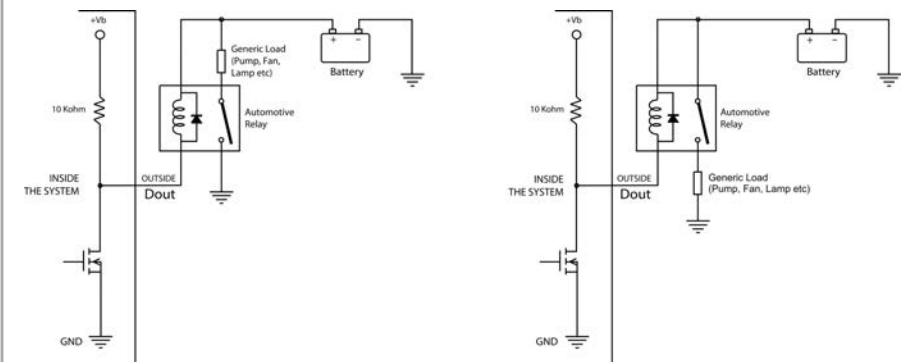 +Vb
Generic Load
(Pump, Fan,
Lamp etc)
+ -
Battery
10 Kohm
Automotive
Relay
INSIDE
THE SYSTEM
OUTSIDE
Dout
GND
+Vb
+ -
Battery
10 Kohm
Automotive
Relay
INSIDE
THE SYSTEM
OUTSIDE
Dout
Generic Load
(Pump, Fan, Lamp etc)
GND